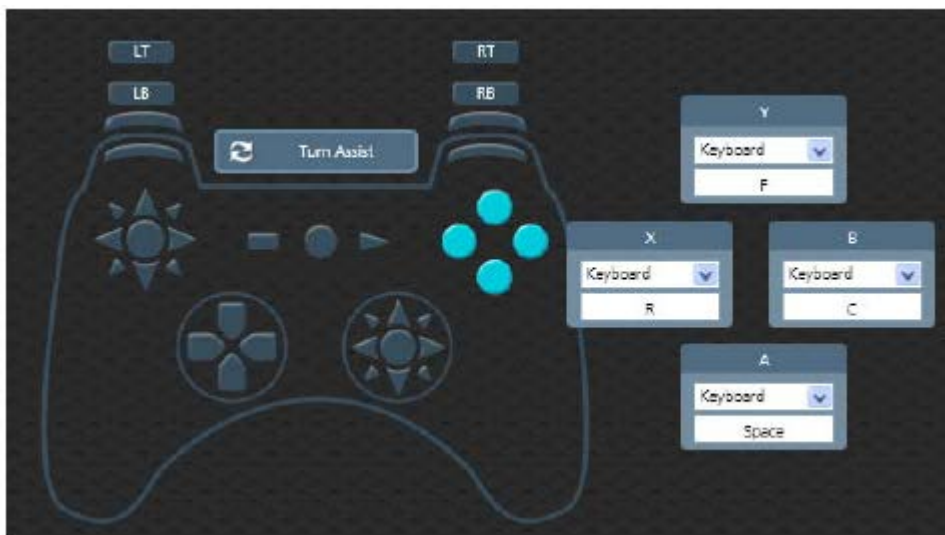 LT
RT
LB
RB
Turn Assist
Y
Keyboard
F
X
Keyboard
R
B
Keyboard
C
A
Keyboard
Space